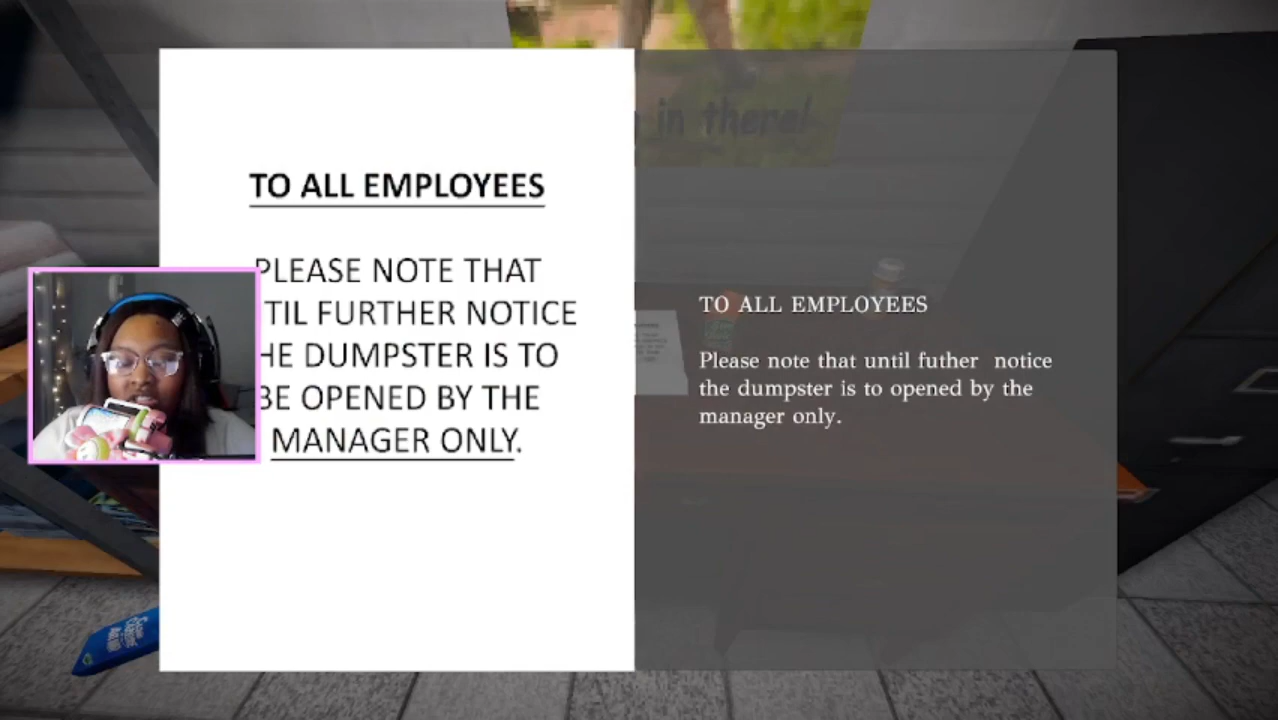 TO ALL EMPLOYEES
PLEASE NOTE THAT
TIL FURTHER NOTICE
HE DUMPSTER IS TO
BE OPENED BY THE
MANAGER ONLY.
in there!
TO ALL EMPLOYEES
Please note that until futher notice
the dumpster is to opened by the
manager only.